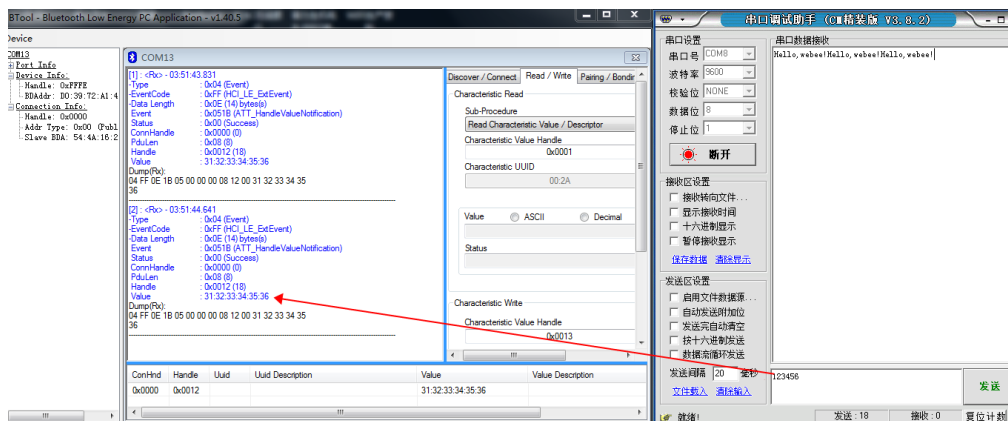 BTool - Bluetooth Low Energy PC Application - v1.40.5
Device
COM13
Port Info
Device Info:
Handle: 0xFFFE
BDAddr: D0:39:72:A1:4
Connection Info:
Handle: 0x0000
Addr Type: 0x00 (Publ
Slave BDA: 54:4A:16:2
COM13
[1] : <Rx> - 03:51:43.831
-Type : 0x04 (Event)
-EventCode : 0xFF (HCI_LE_ExtEvent)
-Data Length : 0x0E (14) bytes(s)
Event : 0x051B (ATT_HandleValueNotification)
Status : 0x00 (Success)
ConnHandle : 0x0000 (0)
PduLen : 0x08 (8)
Handle : 0x0012 (18)
Value : 31:32:33:34:35:36
Dump(Rx):
04 FF 0E 1B 05 00 00 00 08 12 00 31 32 33 34 35
36
[2] : <Rx> - 03:51:44.641
-Type : 0x04 (Event)
-EventCode : 0xFF (HCI_LE_ExtEvent)
-Data Length : 0x0E (14) bytes(s)
Event : 0x051B (ATT_HandleValueNotification)
Status : 0x00 (Success)
ConnHandle : 0x0000 (0)
PduLen : 0x08 (8)
Handle : 0x0012 (18)
Value : 31:32:33:34:35:36
Dump(Rx):
04 FF 0E 1B 05 00 00 00 08 12 00 31 32 33 34 35
36
Discover / Connect Read / Write Pairing / Bondin
Characteristic Read
Sub-Procedure
Read Characteristic Value / Descriptor
Characteristic Value Handle
0x0001
Characteristic UUID
00:2A
Value ASCII Decimal
Status
Characteristic Write
Characteristic Value Handle
0x0013
ConHnd Handle Uuid Uuid Description Value Value Description
0x0000 0x0012 31:32:33:34:35:36
串口调试助手 (CM精装版 V3.8.2)
串口设置
串口号 COM8
波特率 9600
校验位 NONE
数据位 8
停止位 1
断开
接收区设置
接收转向文件...
显示接收时间
十六进制显示
暂停接收显示
保存数据 清除显示
发送区设置
启用文件数据源...
自动发送附加位
发送完自动清空
按十六进制发送
数据流循环发送
发送间隔 20 毫秒
文件载入 清除输入
串口数据接收
Hello,webee!Hello,webee!Hello,webee!
123456
发送
就绪!
发送:18
接收:0
复位计数